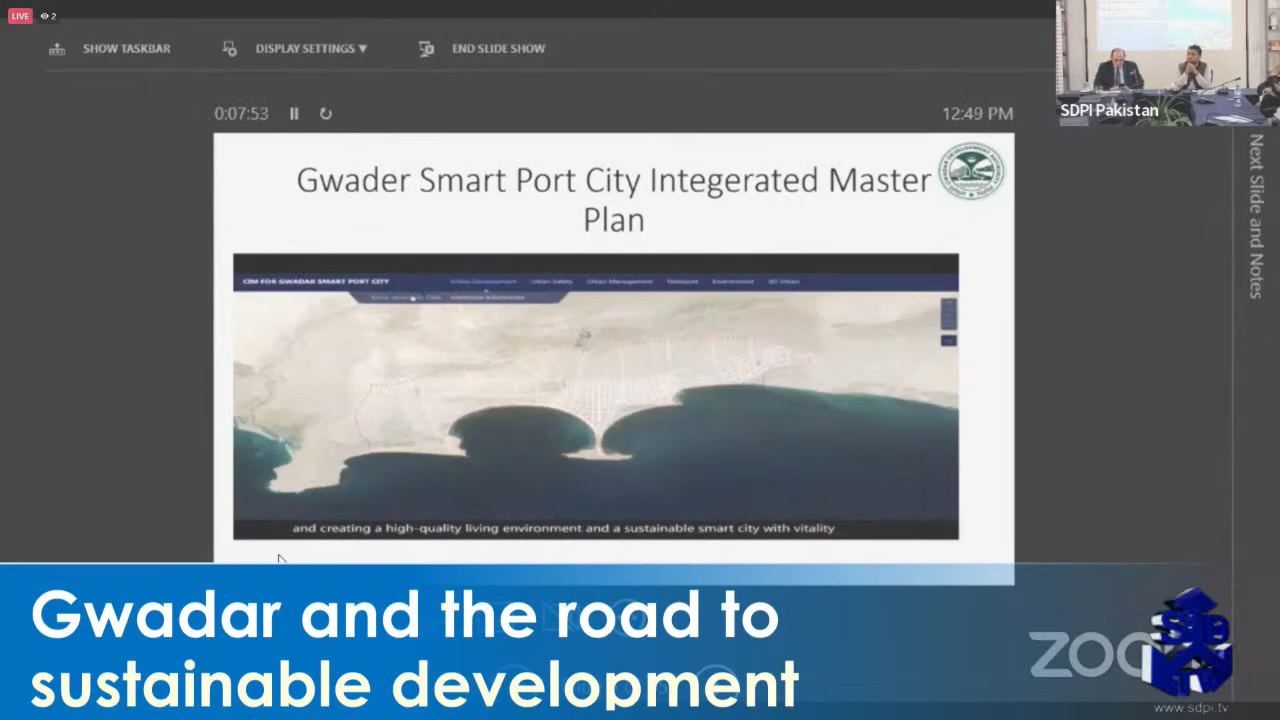 LIVE 2
SHOW TASKBAR DISPLAY SETTINGS ▼ END SLIDE SHOW
SDPI Pakistan
0:07:53 12:49 PM
Next Slide and Notes
Gwader Smart Port City Integerated Master
Plan
CIM FOR GWADAR SMART PORT CITY Urban Development Urban Safety Urban Management Transport Environment
and creating a high-quality living environment and a sustainable smart city with vitality
Gwadar and the road to
sustainable development
www.sdpi.tv